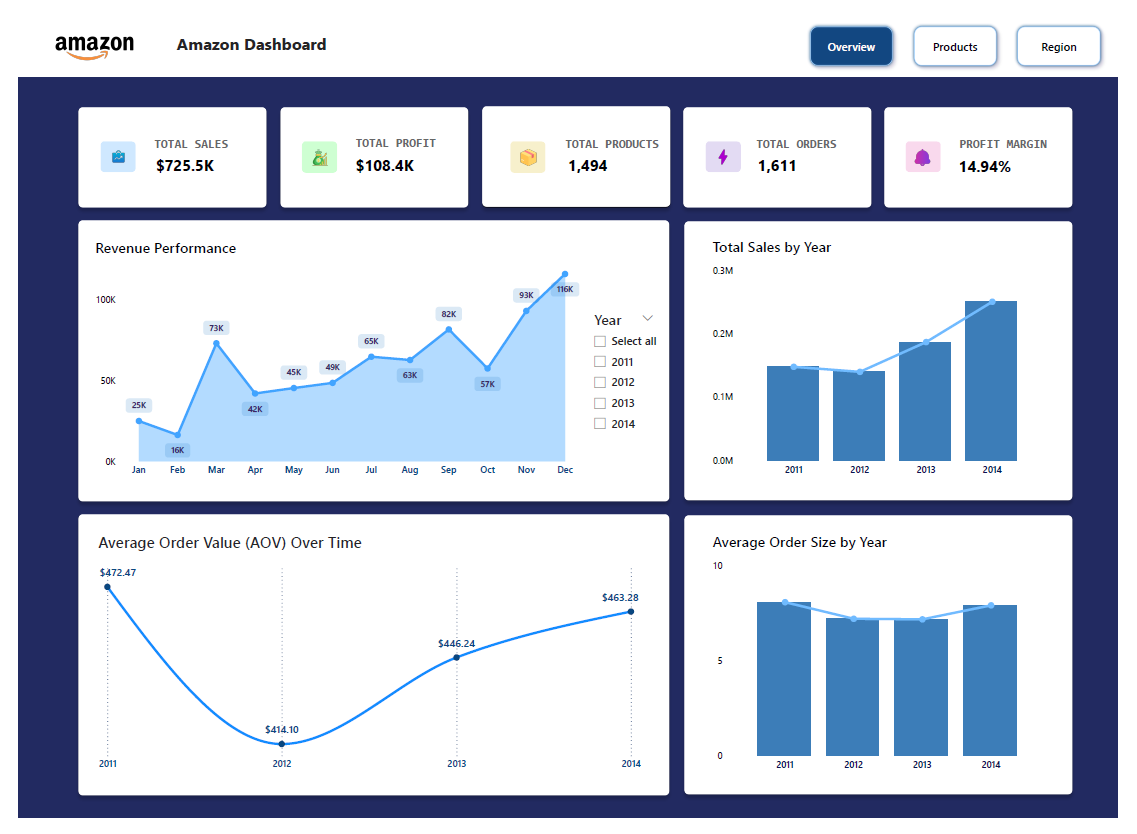 amazon
Amazon Dashboard
Overview
Products
Region
TOTAL SALES
$725.5K
TOTAL PROFIT
$108.4K
TOTAL PRODUCTS
1,494
TOTAL ORDERS
1,611
PROFIT MARGIN
14.94%
Revenue Performance
100K
50K
0K
25K
16K
73K
42K
45K
49K
65K
63K
82K
57K
93K
116K
Jan Feb Mar Apr May Jun Jul Aug Sep Oct Nov Dec
Year
Select all
2011
2012
2013
2014
Total Sales by Year
0.3M
0.2M
0.1M
0.0M
2011 2012 2013 2014
Average Order Value (AOV) Over Time
$472.47
$414.10
$446.24
$463.28
2011 2012 2013 2014
Average Order Size by Year
10
5
0
2011 2012 2013 2014